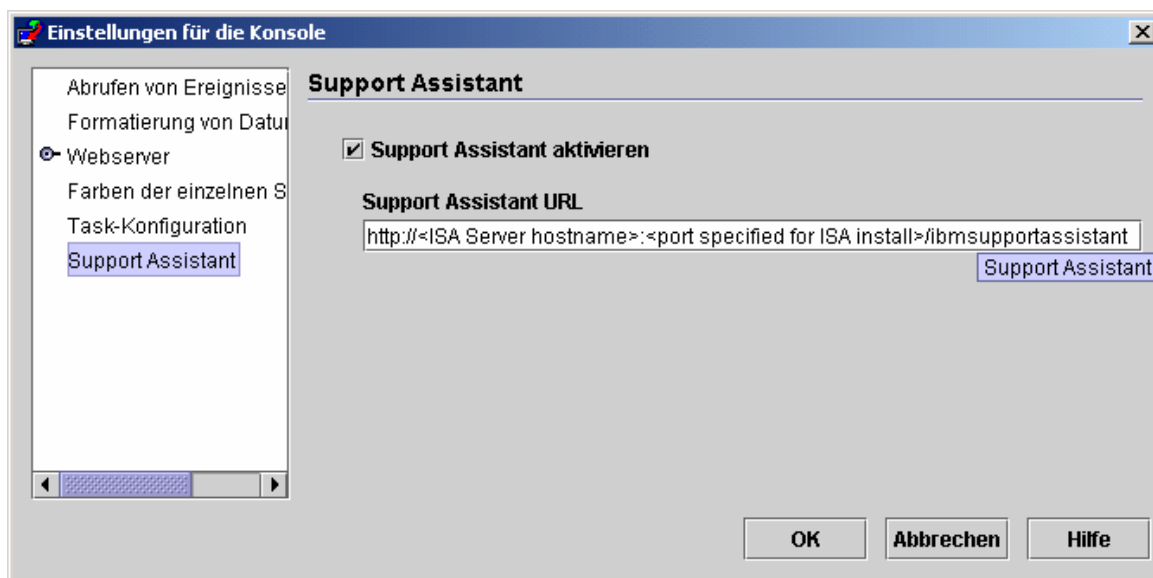 Einstellungen für die Konsole
Abrufen von Ereignisse
Formatierung von Datu
Webserver
Farben der einzelnen S
Task-Konfiguration
Support Assistant
Support Assistant
Support Assistant aktivieren
Support Assistant URL
http://<ISA Server hostname>:<port specified for ISA install>/ibmsupportassistant
Support Assistant
OK
Abbrechen
Hilfe